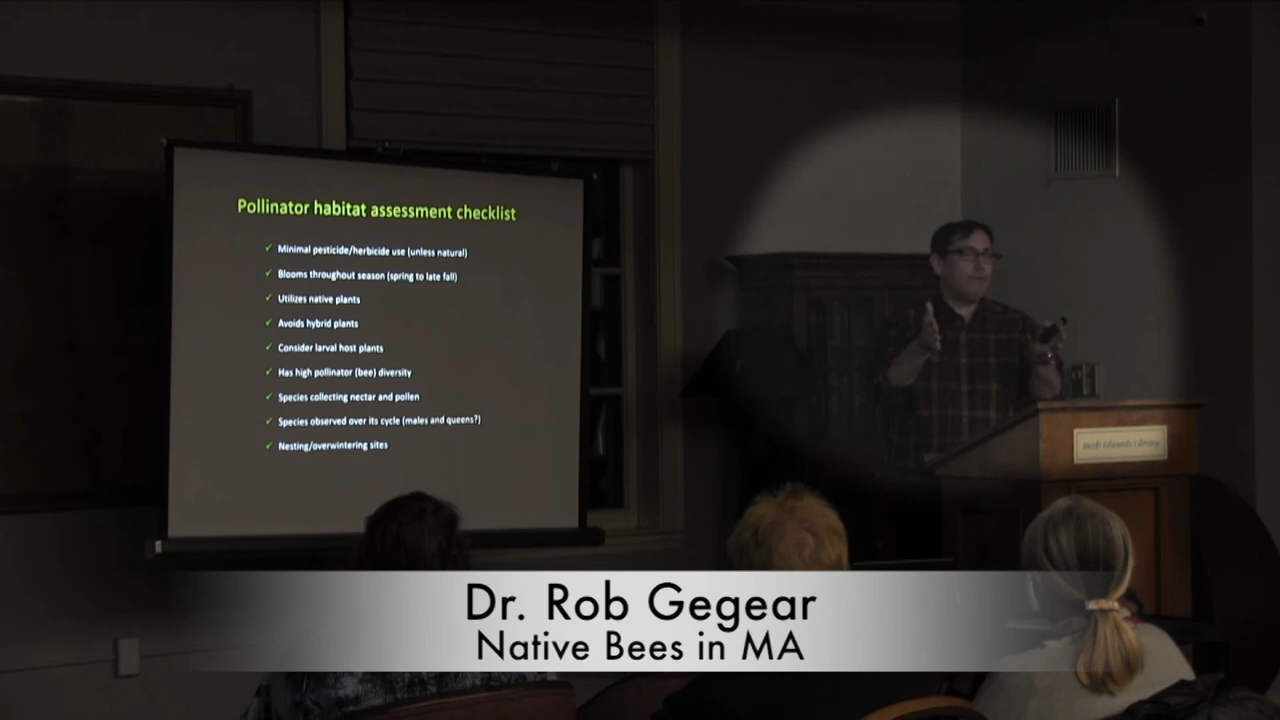 Pollinator habitat assessment checklist
✓ Minimal pesticide/herbicide use (unless natural)
✓ Blooms throughout season (spring to late fall)
✓ Utilizes native plants
✓ Avoids hybrid plants
✓ Consider larval host plants
✓ Has high pollinator (bee) diversity
✓ Species collecting nectar and pollen
✓ Species observed over its cycle (males and queens?)
✓ Nesting/overwintering sites
Library
Dr. Rob Gegear
Native Bees in MA